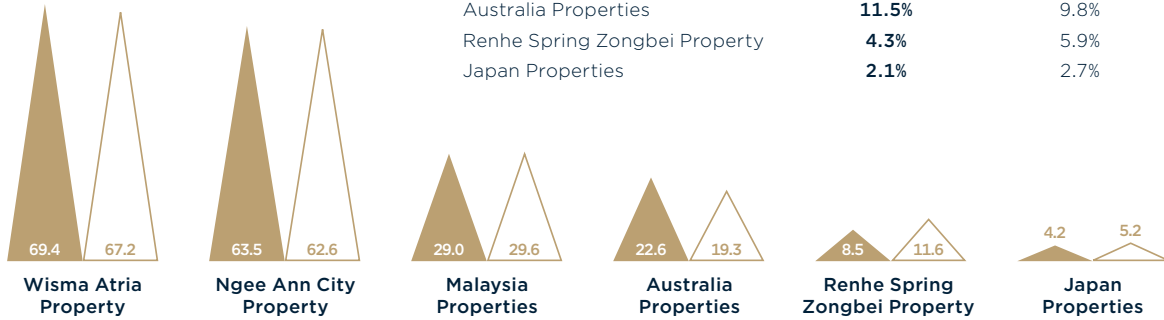 Australia Properties 11.5% 9.8%
Renhe Spring Zongbei Property 4.3% 5.9%
Japan Properties 2.1% 2.7%
69.4 67.2 63.5 62.6 29.0 29.6 22.6 19.3 8.5 11.6 4.2 5.2
Wisma Atria
Property
Ngee Ann City
Property
Malaysia
Properties
Australia
Properties
Renhe Spring
Zongbei Property
Japan
Properties